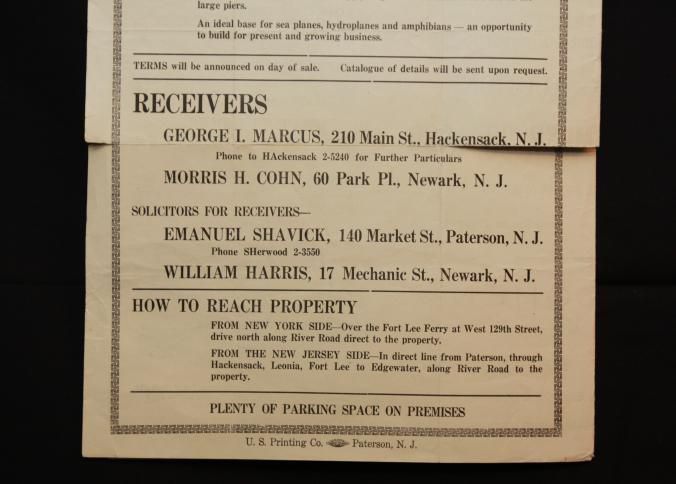 large piers.
An ideal base for sea planes, hydroplanes and amphibians — an opportunity
to build for present and growing business.
TERMS will be announced on day of sale. Catalogue of details will be sent upon request.
RECEIVERS
GEORGE I. MARCUS, 210 Main St., Hackensack, N. J.
Phone to HAckensack 2-5240 for Further Particulars
MORRIS H. COHN, 60 Park Pl., Newark, N. J.
SOLICITORS FOR RECEIVERS—
EMANUEL SHAVICK, 140 Market St., Paterson, N. J.
Phone SHerwood 2-3550
WILLIAM HARRIS, 17 Mechanic St., Newark, N. J.
HOW TO REACH PROPERTY
FROM NEW YORK SIDE—Over the Fort Lee Ferry at West 129th Street,
drive north along River Road direct to the property.
FROM THE NEW JERSEY SIDE—In direct line from Paterson, through
Hackensack, Leonia, Fort Lee to Edgewater, along River Road to the
property.
PLENTY OF PARKING SPACE ON PREMISES
U. S. Printing Co. Paterson, N. J.